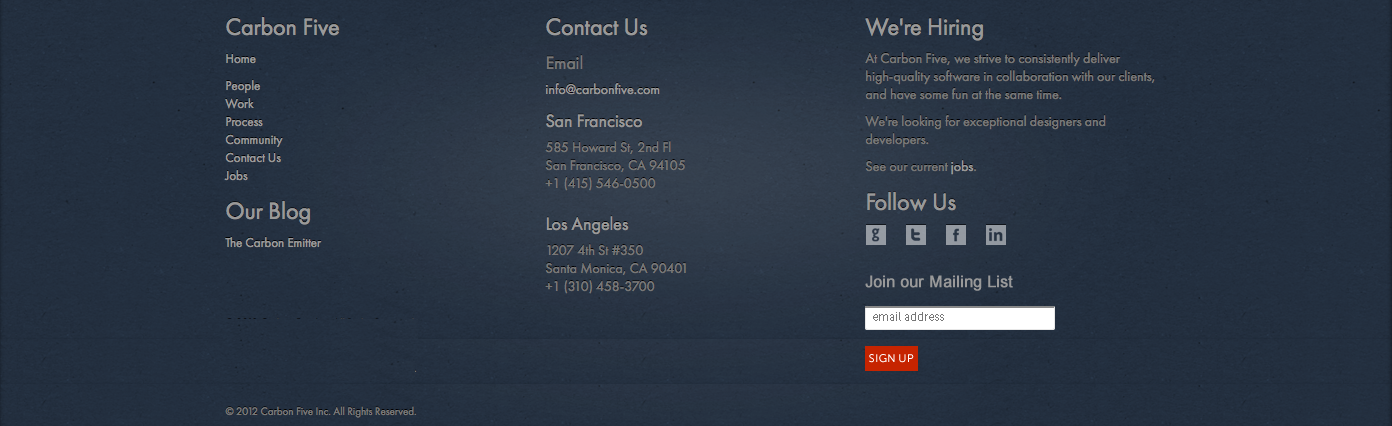 Carbon Five
Home
People
Work
Process
Community
Contact Us
Jobs
Our Blog
The Carbon Emitter
Contact Us
Email
info@carbonfive.com
San Francisco
585 Howard St, 2nd Fl
San Francisco, CA 94105
+1 (415) 546-0500
Los Angeles
1207 4th St #350
Santa Monica, CA 90401
+1 (310) 458-3700
We're Hiring
At Carbon Five, we strive to consistently deliver
high-quality software in collaboration with our clients,
and have some fun at the same time.
We're looking for exceptional designers and
developers.
See our current jobs.
Follow Us
g t f in
Join our Mailing List
email address
SIGN UP
© 2012 Carbon Five Inc. All Rights Reserved.